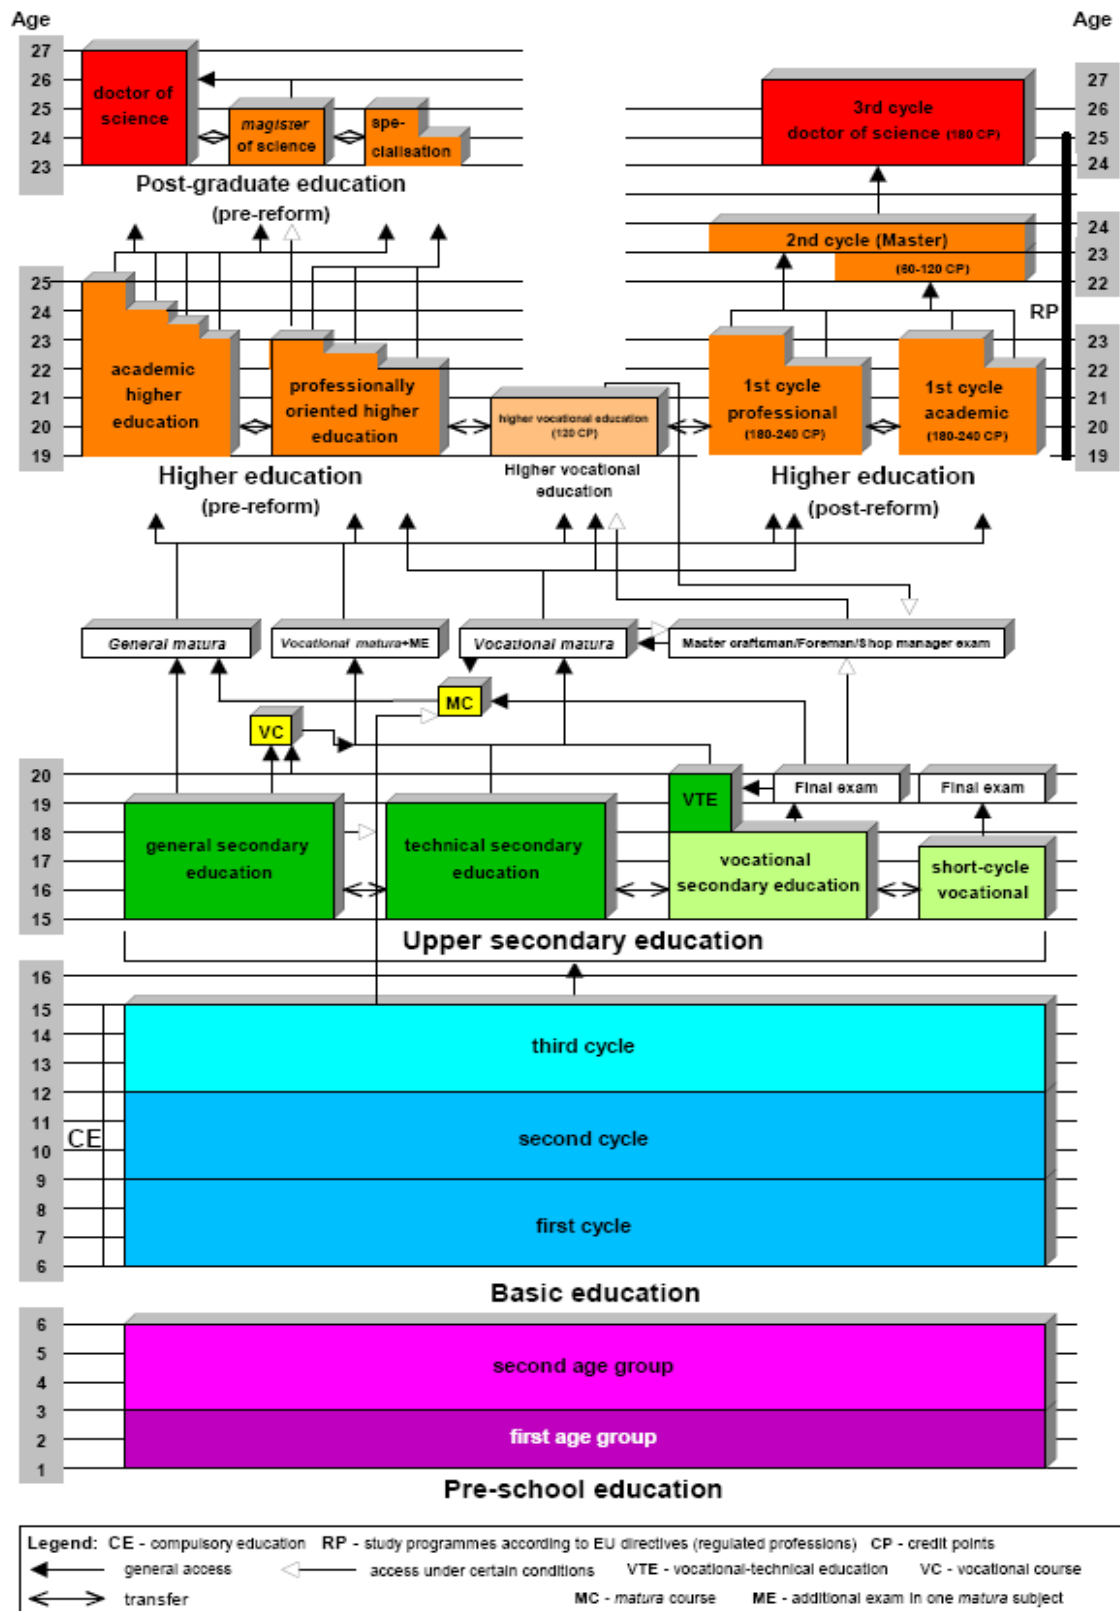 Age
Age
27
26
25
24
23
doctor of
science
magister
of science
spe-
cialisation
Post-graduate education
(pre-reform)
27
26
25
24
3rd cycle
doctor of science (180 CP)
24
23
22
2nd cycle (Master)
(60-120 CP)
RP
25
24
23
22
21
20
19
academic
higher
education
professionally
oriented higher
education
higher vocational education
(120 CP)
1st cycle
professional
(180-240 CP)
1st cycle
academic
(180-240 CP)
23
22
21
20
19
Higher education
(pre-reform)
Higher vocational
education
Higher education
(post-reform)
General matura
Vocational matura+ME
Vocational matura
Master craftsman/Foreman/Shop manager exam
MC
VC
20
19
18
17
16
15
general secondary
education
technical secondary
education
VTE
Final exam
Final exam
vocational
secondary education
short-cycle
vocational
Upper secondary education
16
15
14
13
12
11
10
9
8
7
6
CE
third cycle
second cycle
first cycle
Basic education
6
5
4
3
2
1
second age group
first age group
Pre-school education
Legend: CE - compulsory education RP - study programmes according to EU directives (regulated professions) CP - credit points
general access access under certain conditions VTE - vocational-technical education VC - vocational course
transfer MC - matura course ME - additional exam in one matura subject